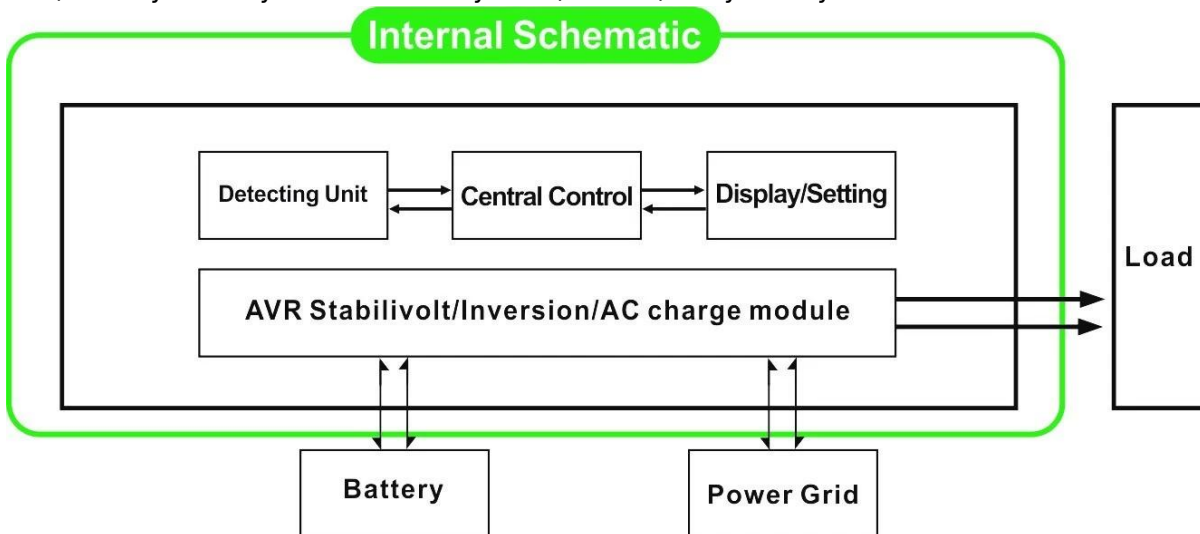 Internal Schematic
Detecting Unit
Central Control
Display/Setting
Load
AVR Stabilivolt/Inversion/AC charge module
Battery
Power Grid